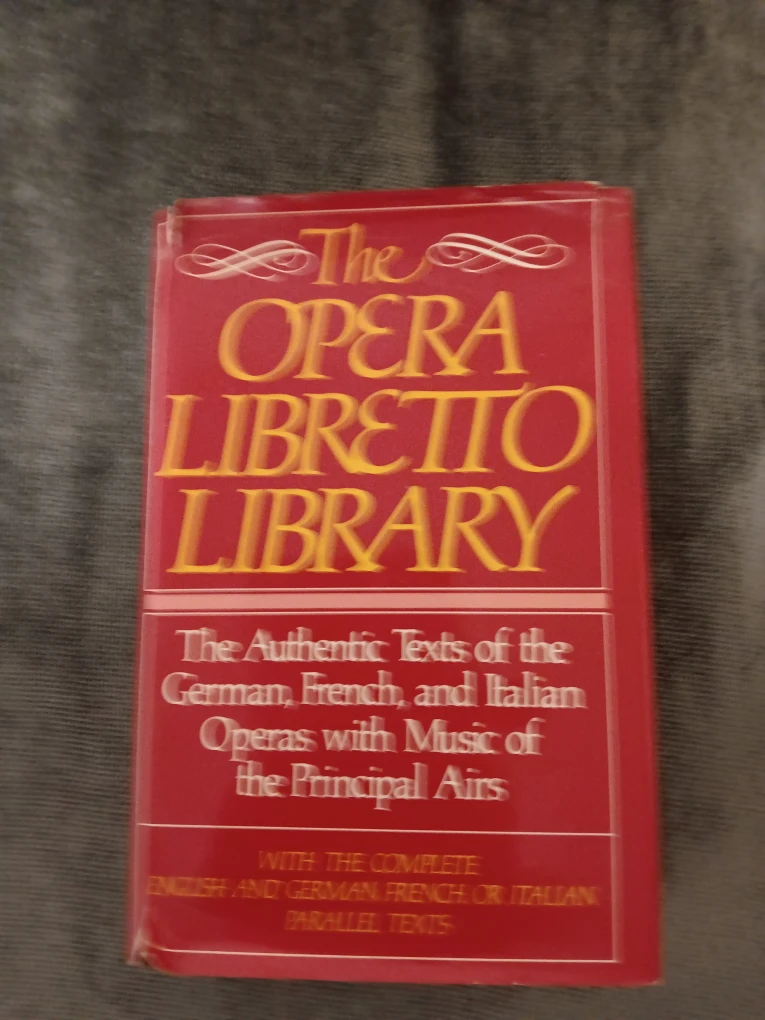 The
OPERA
LIBRETTO
LIBRARY
The Authentic Texts of the
German, French, and Italian
Operas with Music of
the Principal Airs
WITH THE COMPLETE
ENGLISH AND GERMAN, FRENCH, OR ITALIAN
PARALLEL TEXTS